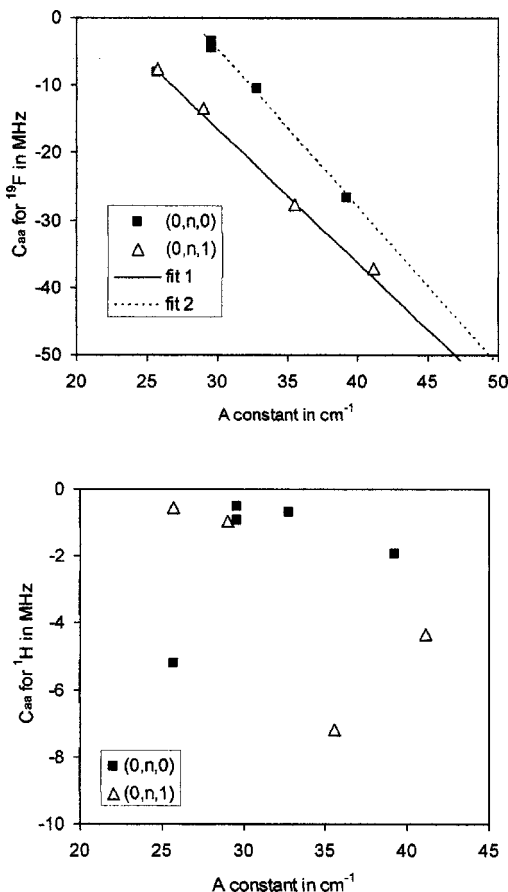 0
-10
-20
-30
-40
-50
Caa for ¹⁹F in MHz
(0,n,0)
(0,n,1)
fit 1
fit 2
20 25 30 35 40 45 50
A constant in cm⁻¹
0
-2
-4
-6
-8
-10
Caa for ¹H in MHz
(0,n,0)
(0,n,1)
20 25 30 35 40 45
A constant in cm⁻¹